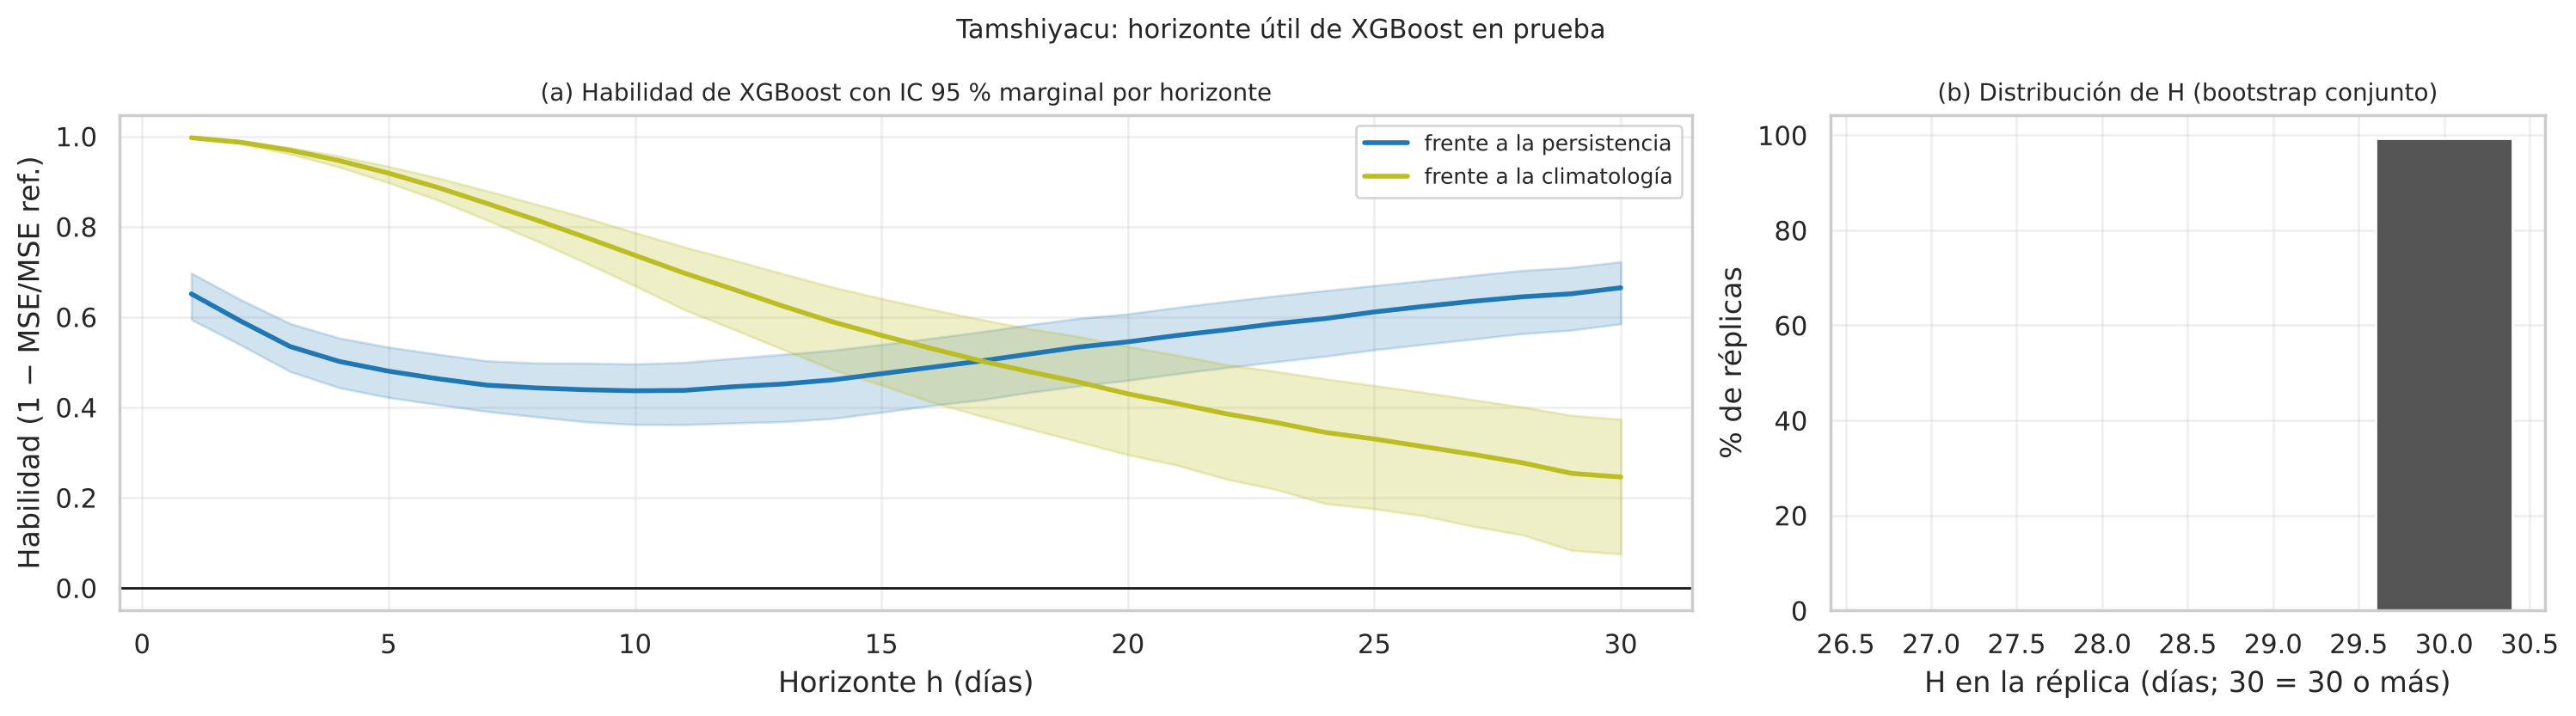 Tamshiyacu: horizonte útil de XGBoost en prueba
(a) Habilidad de XGBoost con IC 95 % marginal por horizonte
Habilidad (1 − MSE/MSE ref.)
1.0
0.8
0.6
0.4
0.2
0.0
frente a la persistencia
frente a la climatología
0 5 10 15 20 25 30
Horizonte h (días)
(b) Distribución de H (bootstrap conjunto)
% de réplicas
100
80
60
40
20
0
26.5 27.0 27.5 28.0 28.5 29.0 29.5 30.0 30.5
H en la réplica (días; 30 = 30 o más)